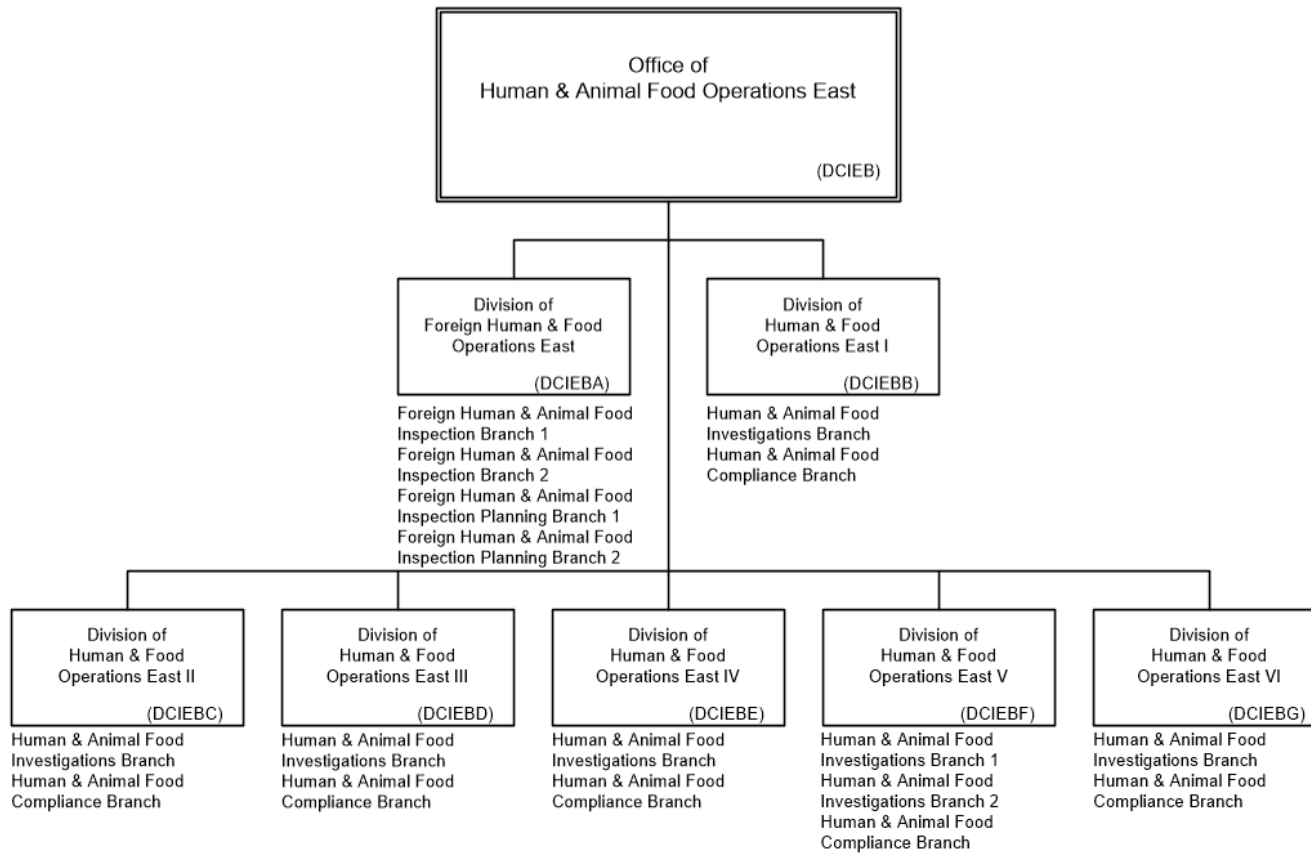 Office of
Human & Animal Food Operations East
(DCIEB)
Division of
Foreign Human & Food
Operations East
(DCIEBA)
Foreign Human & Animal Food
Inspection Branch 1
Foreign Human & Animal Food
Inspection Branch 2
Foreign Human & Animal Food
Inspection Planning Branch 1
Foreign Human & Animal Food
Inspection Planning Branch 2
Division of
Human & Food
Operations East I
(DCIEBB)
Human & Animal Food
Investigations Branch
Human & Animal Food
Compliance Branch
Division of
Human & Food
Operations East II
(DCIEBC)
Human & Animal Food
Investigations Branch
Human & Animal Food
Compliance Branch
Division of
Human & Food
Operations East III
(DCIEBD)
Human & Animal Food
Investigations Branch
Human & Animal Food
Compliance Branch
Division of
Human & Food
Operations East IV
(DCIEBE)
Human & Animal Food
Investigations Branch
Human & Animal Food
Compliance Branch
Division of
Human & Food
Operations East V
(DCIEBF)
Human & Animal Food
Investigations Branch 1
Human & Animal Food
Investigations Branch 2
Human & Animal Food
Compliance Branch
Division of
Human & Food
Operations East VI
(DCIEBG)
Human & Animal Food
Investigations Branch
Human & Animal Food
Compliance Branch